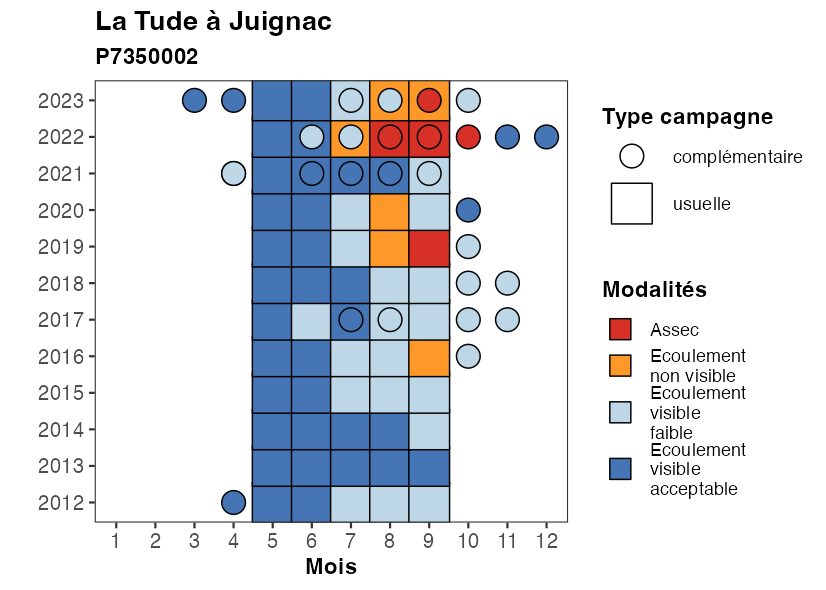 La Tude à Juignac
P7350002
2023
2022
2021
2020
2019
2018
2017
2016
2015
2014
2013
2012
1 2 3 4 5 6 7 8 9 10 11 12
Mois
Type campagne
complémentaire
usuelle
Modalités
Assec
Ecoulement
non visible
Ecoulement
visible
faible
Ecoulement
visible
acceptable